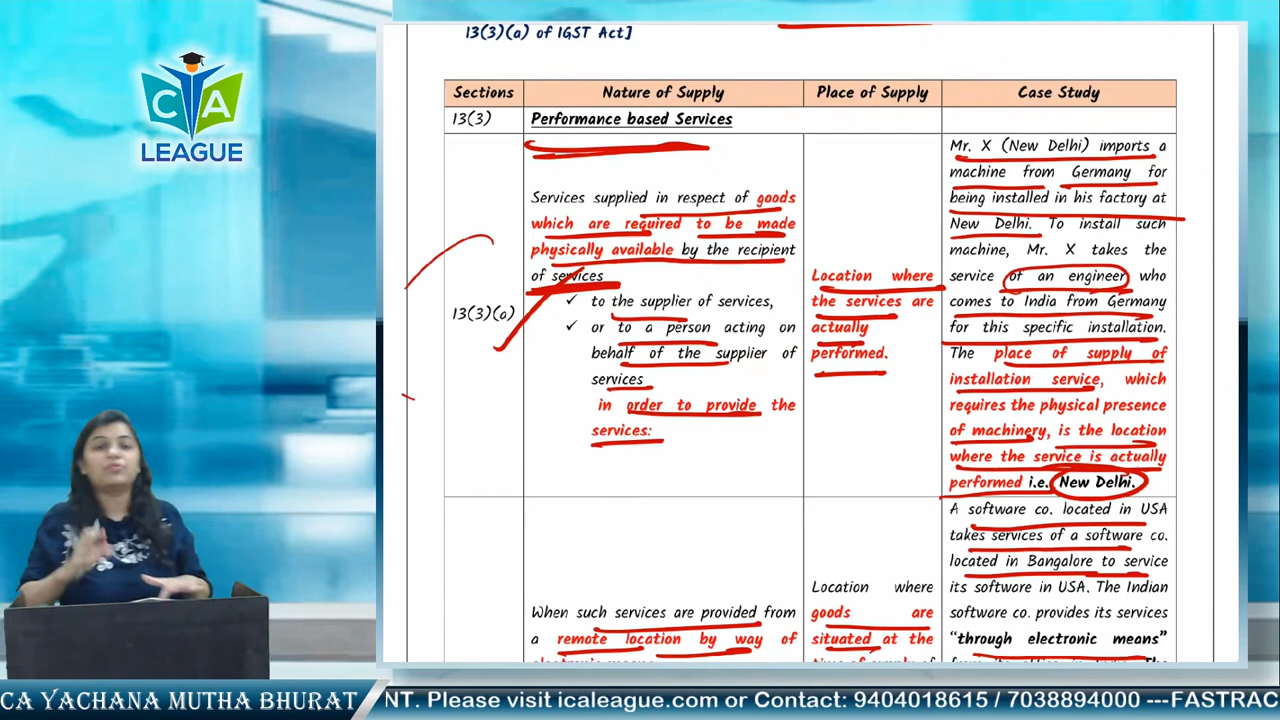 13(3)(a) of IGST Act]
CA
LEAGUE
Sections Nature of Supply Place of Supply Case Study
13(3) Performance based Services
13(3)(a)
Services supplied in respect of goods
which are required to be made
physically available by the recipient
of services
✓ to the supplier of services,
✓ or to a person acting on
behalf of the supplier of
services
in order to provide the
services:
Location where
the services are
actually
performed.
Mr. X (New Delhi) imports a
machine from Germany for
being installed in his factory at
New Delhi. To install such
machine, Mr. X takes the
service of an engineer who
comes to India from Germany
for this specific installation.
The place of supply of
installation service, which
requires the physical presence
of machinery, is the location
where the service is actually
performed i.e. New Delhi.
When such services are provided from
a remote location by way of
Location where
goods are
situated at the
A software co. located in USA
takes services of a software co.
located in Bangalore to service
its software in USA. The Indian
software co. provides its services
“through electronic means”
CA YACHANA MUTHA BHURAT
NT. Please visit icaleague.com or Contact: 9404018615 / 7038894000 ---FASTRAC